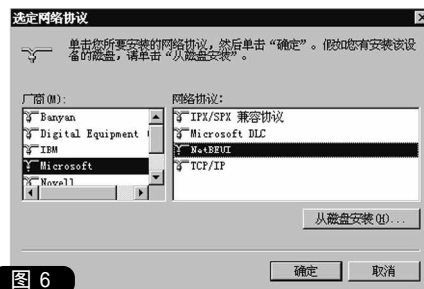 选定网络协议
单击您所要安装的网络协议，然后单击“确定”。假如您有安装该设
备的磁盘，请单击“从磁盘安装”。
厂商(M):
网络协议:
Banyan
Digital Equipment
IBM
Microsoft
Novell
IPX/SPX 兼容协议
Microsoft DLC
NetBEUI
TCP/IP
从磁盘安装(H)...
确定
取消
图 6